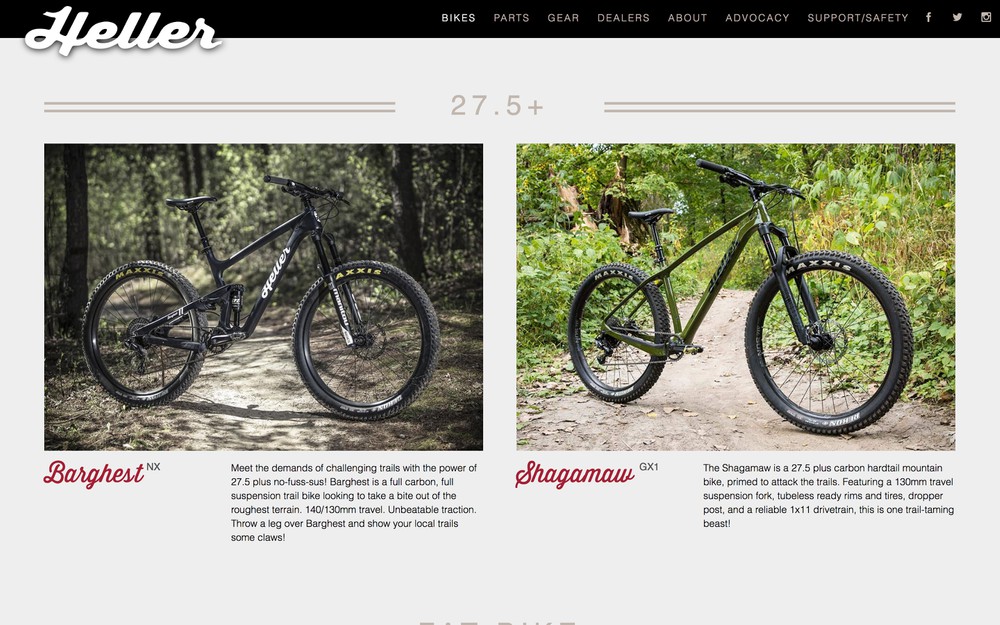 Heller
BIKES PARTS GEAR DEALERS ABOUT ADVOCACY SUPPORT/SAFETY
27.5+
MAXXIS
MAXXIS
Heller
MAXXIS
MAXXIS
Barghest NX
Meet the demands of challenging trails with the power of
27.5 plus no-fuss-sus! Barghest is a full carbon, full
suspension trail bike looking to take a bite out of the
roughest terrain. 140/130mm travel. Unbeatable traction.
Throw a leg over Barghest and show your local trails
some claws!
Shagamaw GX1
The Shagamaw is a 27.5 plus carbon hardtail mountain
bike, primed to attack the trails. Featuring a 130mm travel
suspension fork, tubeless ready rims and tires, dropper
post, and a reliable 1x11 drivetrain, this is one trail-taming
beast!
FAT BIKE